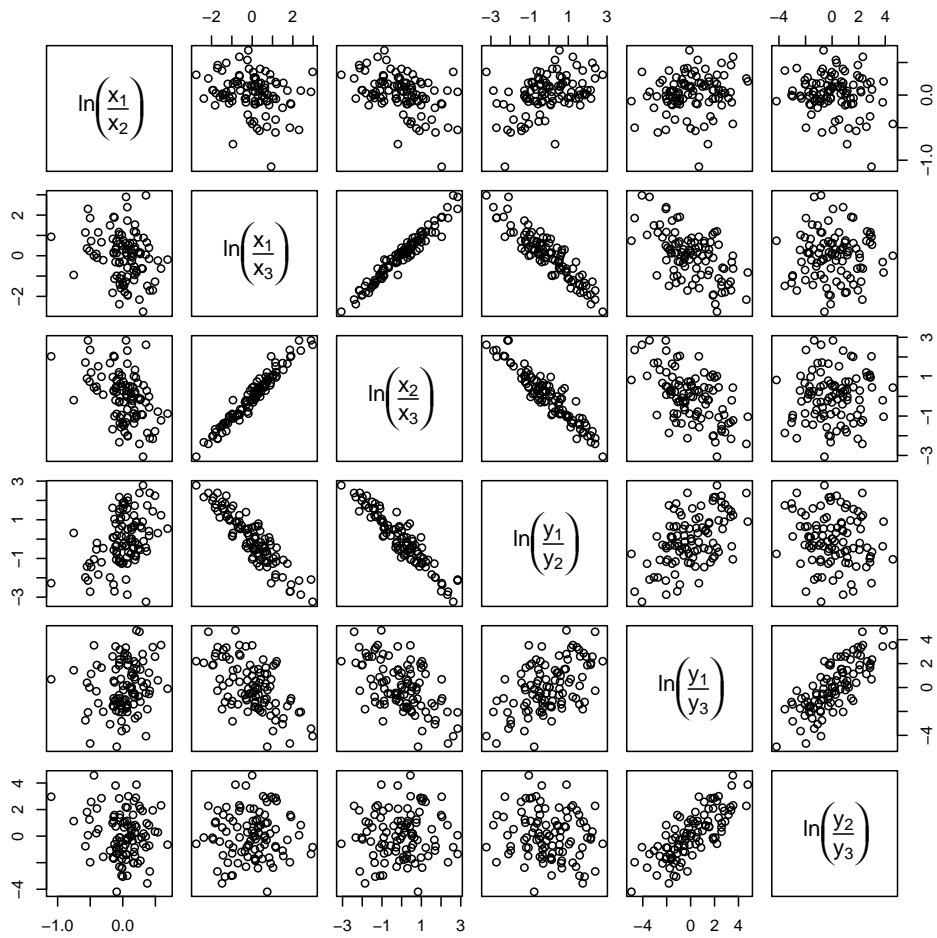 −2 0 2 −3 −1 1 3 −4 0 2 4
ln(x1/x2) 0.0 −1.0
2 0 −2 ln(x1/x3)
ln(x2/x3) 3 1 −1 −3
3 1 −1 −3 ln(y1/y2)
ln(y1/y3) 4 2 0 −4
4 2 0 −4 ln(y2/y3)
−1.0 0.0 −3 −1 1 3 −4 0 2 4